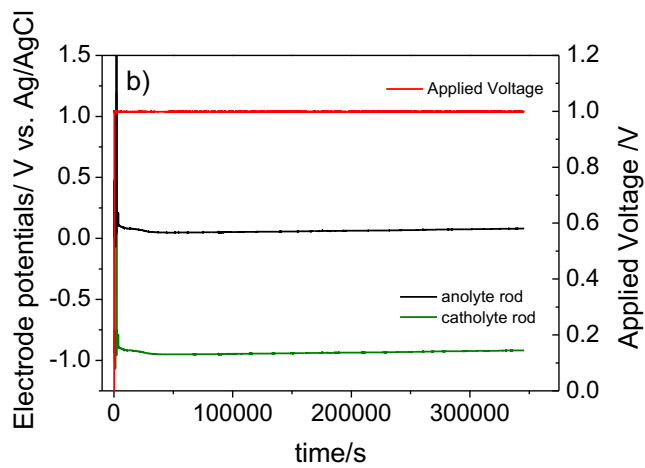 b)
Electrode potentials/ V vs. Ag/AgCl
1.5
1.0
0.5
0.0
-0.5
-1.0
Applied Voltage
anolyte rod
catholyte rod
1.2
1.0
0.8
0.6
0.4
0.2
0.0
Applied Voltage /V
0
100000
200000
300000
time/s